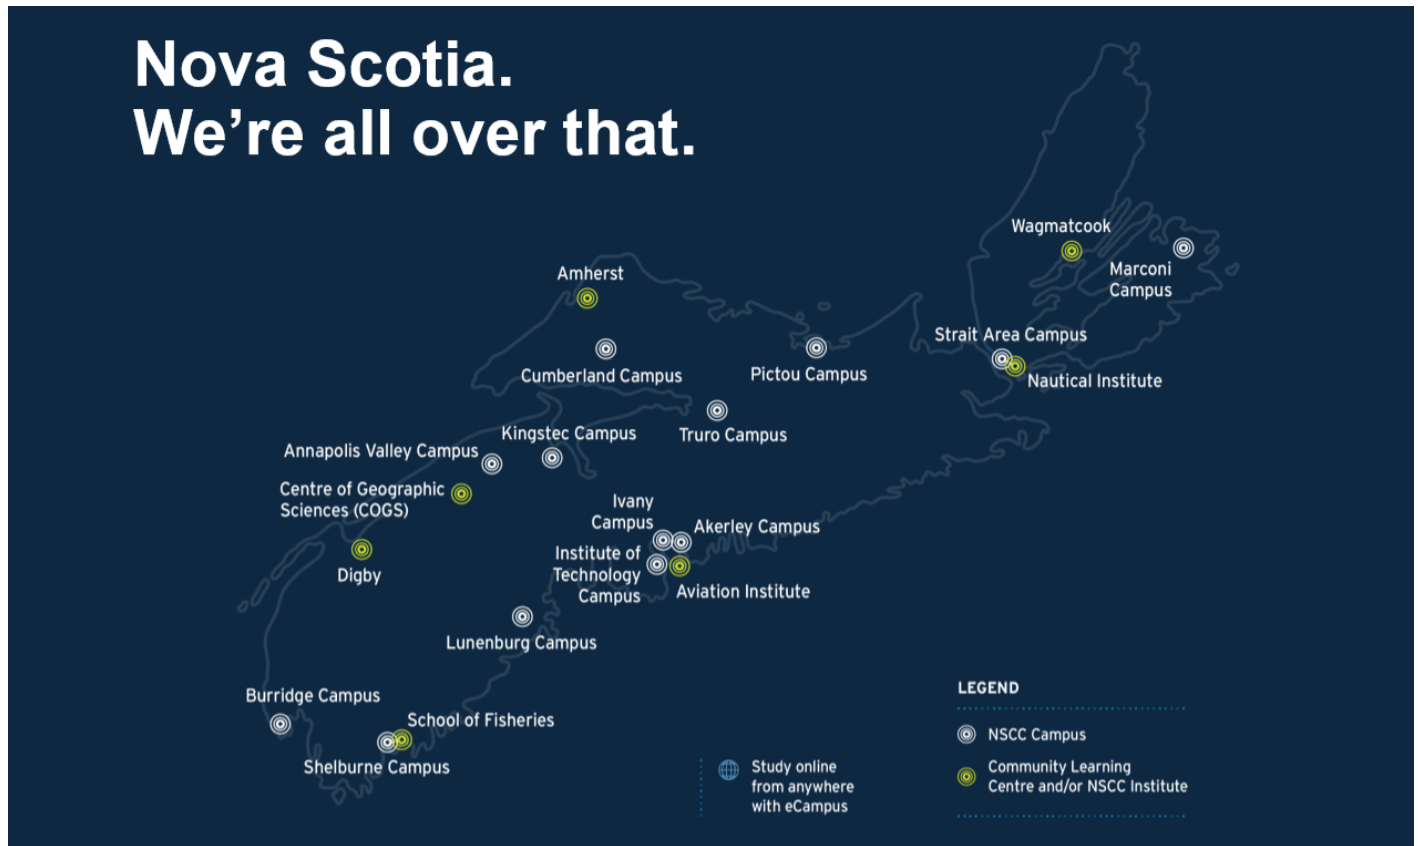 Nova Scotia.
We're all over that.
Wagmatcook
Marconi
Campus
Amherst
Strait Area Campus
Cumberland Campus
Pictou Campus
Nautical Institute
Kingstec Campus
Truro Campus
Annapolis Valley Campus
Centre of Geographic
Sciences (COGS)
Ivany
Campus
Akerley Campus
Institute of
Technology
Campus
Digby
Aviation Institute
Lunenburg Campus
Burridge Campus
School of Fisheries
Shelburne Campus
Study online
from anywhere
with eCampus
LEGEND
NSCC Campus
Community Learning
Centre and/or NSCC Institute